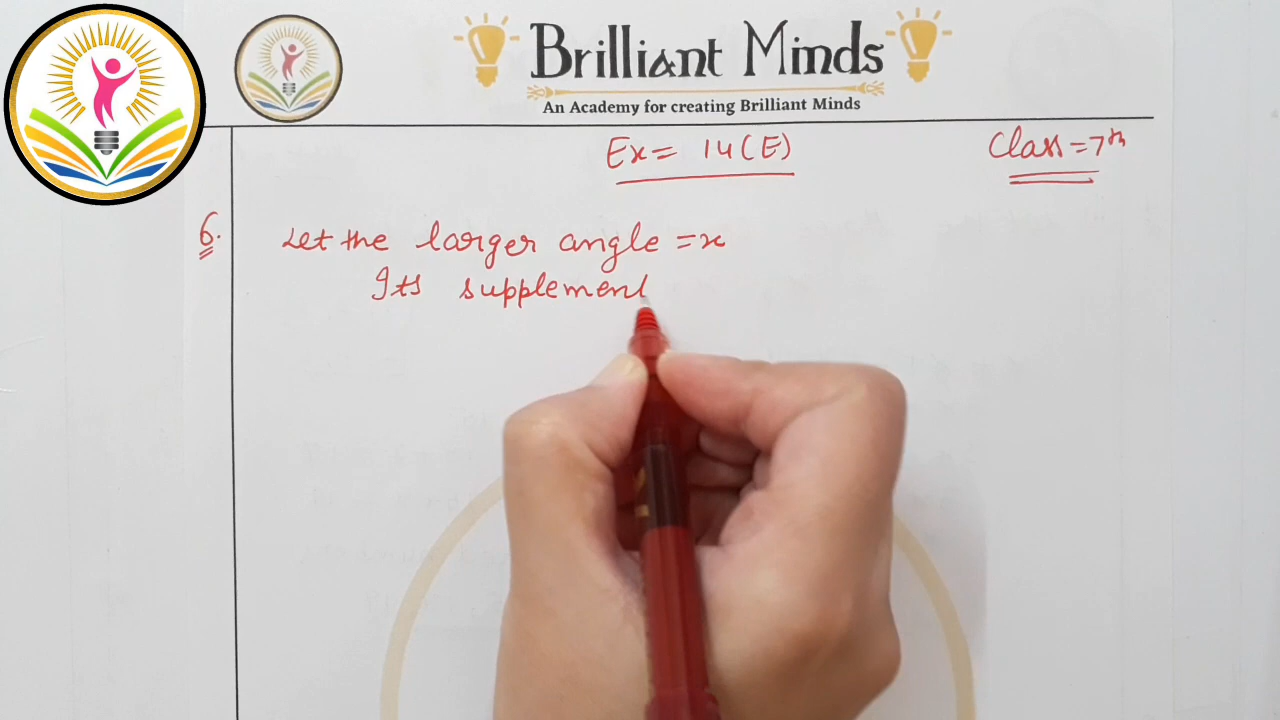 Brilliant Minds
An Academy for creating Brilliant Minds
Ex = 14(E)
Class = 7th
6.
Let the larger angle = x
Its supplement